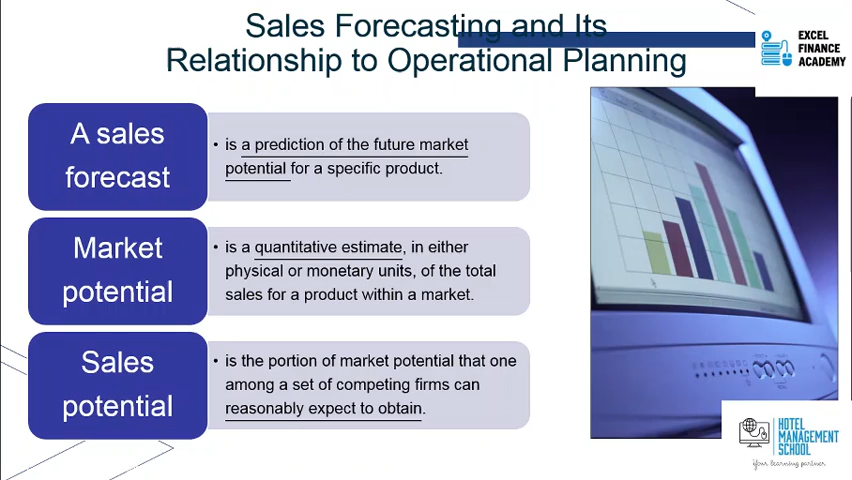 Sales Forecasting and Its
Relationship to Operational Planning
EXCEL
FINANCE
ACADEMY
A sales
forecast
• is a prediction of the future market
potential for a specific product.
Market
potential
• is a quantitative estimate, in either
physical or monetary units, of the total
sales for a product within a market.
Sales
potential
• is the portion of market potential that one
among a set of competing firms can
reasonably expect to obtain.
HOTEL
MANAGEMENT
SCHOOL
your learning partner